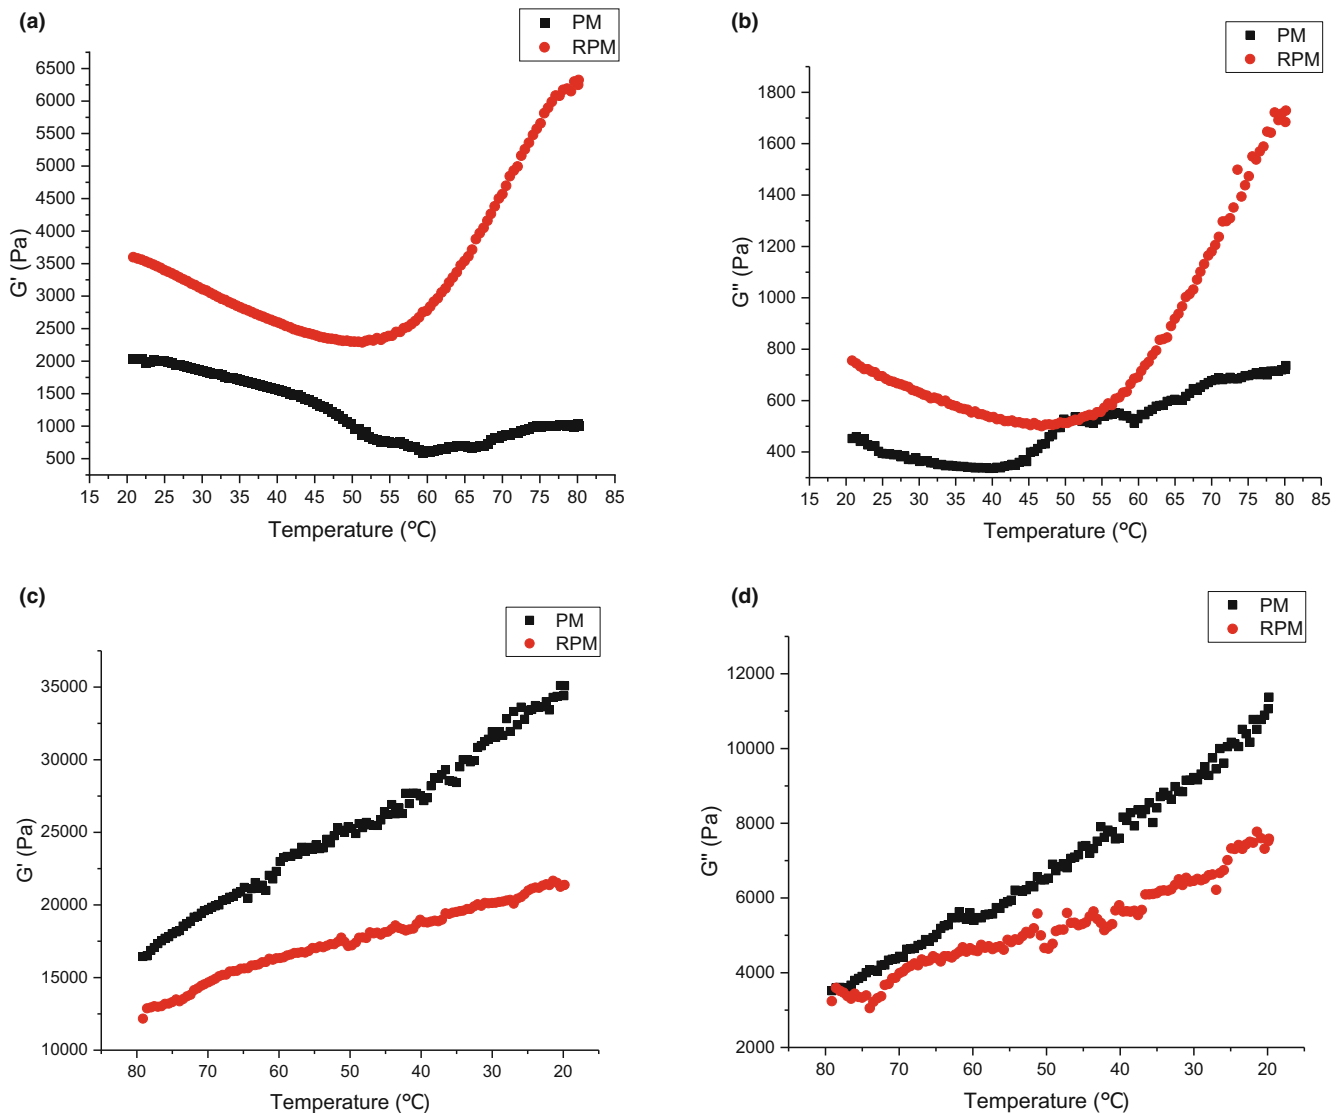 (a)
PM
RPM
6500
6000
5500
5000
4500
4000
3500
3000
2500
2000
1500
1000
500
G' (Pa)
15 20 25 30 35 40 45 50 55 60 65 70 75 80 85
Temperature (℃)
(b)
PM
RPM
1800
1600
1400
1200
1000
800
600
400
G" (Pa)
15 20 25 30 35 40 45 50 55 60 65 70 75 80 85
Temperature (℃)
(c)
PM
RPM
35000
30000
25000
20000
15000
10000
G' (Pa)
80 70 60 50 40 30 20
Temperature (℃)
(d)
PM
RPM
12000
10000
8000
6000
4000
2000
G" (Pa)
80 70 60 50 40 30 20
Temperature (℃)